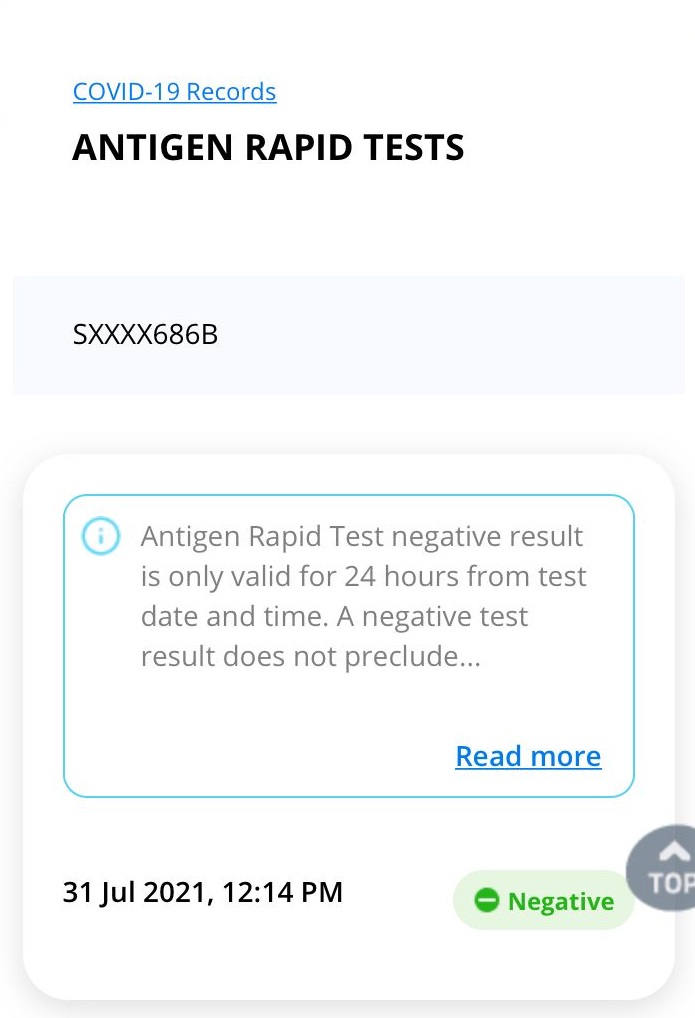 COVID-19 Records
ANTIGEN RAPID TESTS
SXXXX686B
Antigen Rapid Test negative result
is only valid for 24 hours from test
date and time. A negative test
result does not preclude...
Read more
31 Jul 2021, 12:14 PM
Negative
TOP